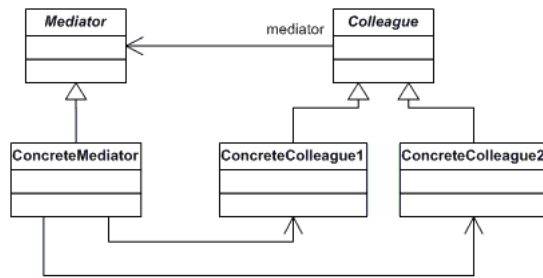 Mediator
Colleague
mediator
ConcreteMediator
ConcreteColleague1
ConcreteColleague2